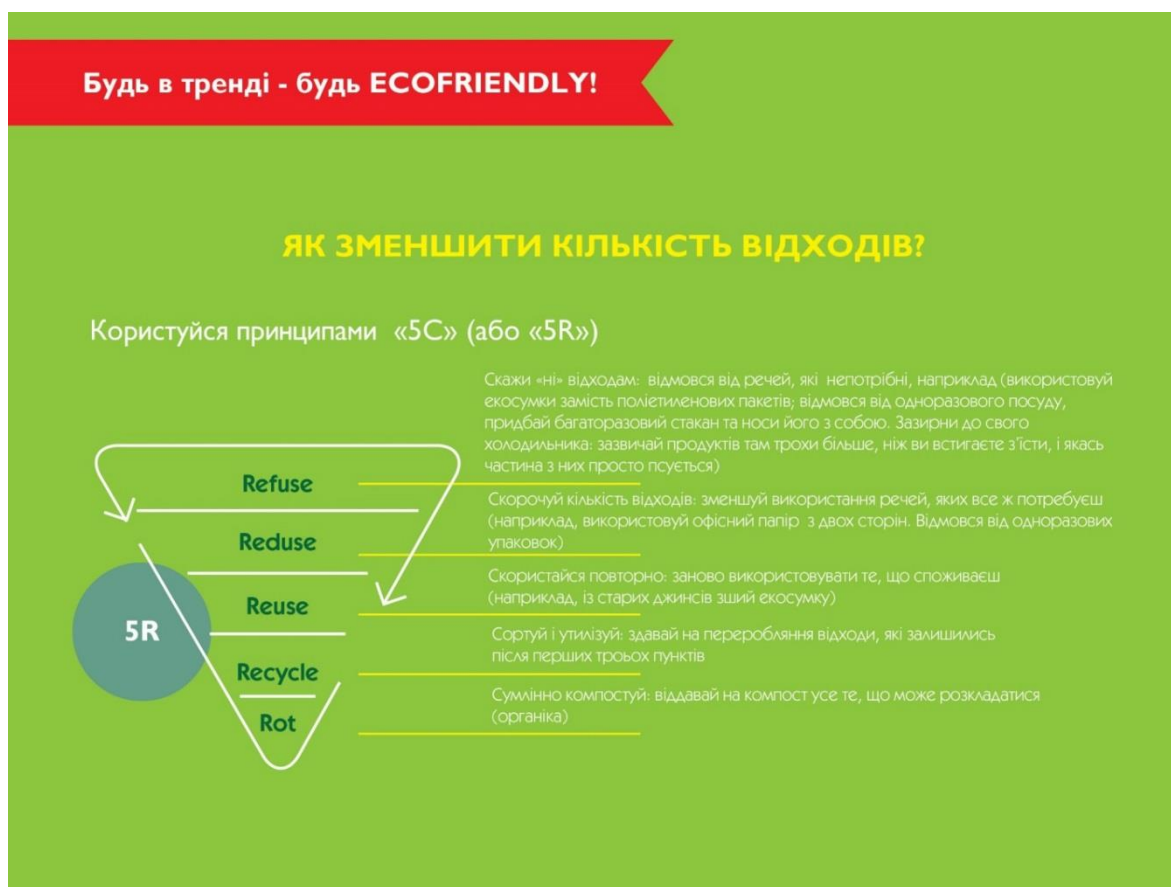 Будь в тренді - будь ECOFRIENDLY!
ЯК ЗМЕНШИТИ КІЛЬКІСТЬ ВІДХОДІВ?
Користуйся принципами «5С» (або «5R»)
Скажи «ні» відходам: відмовся від речей, які непотрібні, наприклад (використовуй
екосумки замість поліетиленових пакетів; відмовся від одноразового посуду,
придбай багаторазовий стакан та носи його з собою. Зазирни до свого
холодильника: зазвичай продуктів там трохи більше, ніж ви встигаєте з’їсти, і якась
частина з них просто псується)
Refuse
Скорочуй кількість відходів: зменшуй використання речей, яких все ж потребуєш
(наприклад, використовуй офісний папір з двох сторін. Відмовся від одноразових
упаковок)
Reduse
Скористайся повторно: заново використовувати те, що споживаєш
(наприклад, із старих джинсів зший екосумку)
Reuse
5R
Сортуй і утилізуй: здавай на переробляння відходи, які залишились
після перших трьох пунктів
Recycle
Сумлінно компостуй: віддавай на компост усе те, що може розкладатися
(органіка)
Rot